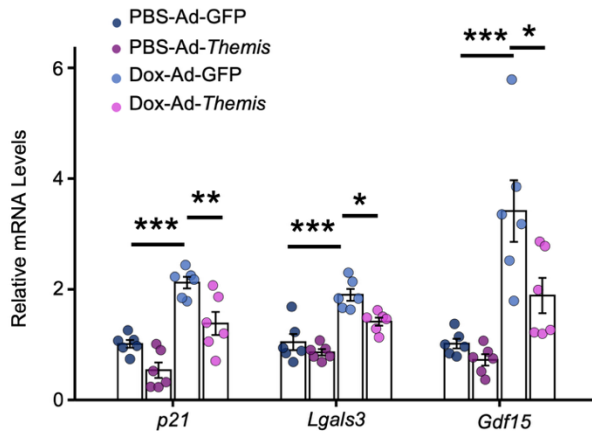 PBS-Ad-GFP
PBS-Ad-Themis
Dox-Ad-GFP
Dox-Ad-Themis
Relative mRNA Levels
6
4
2
0
*** ** *** * *** *
p21 Lgals3 Gdf15